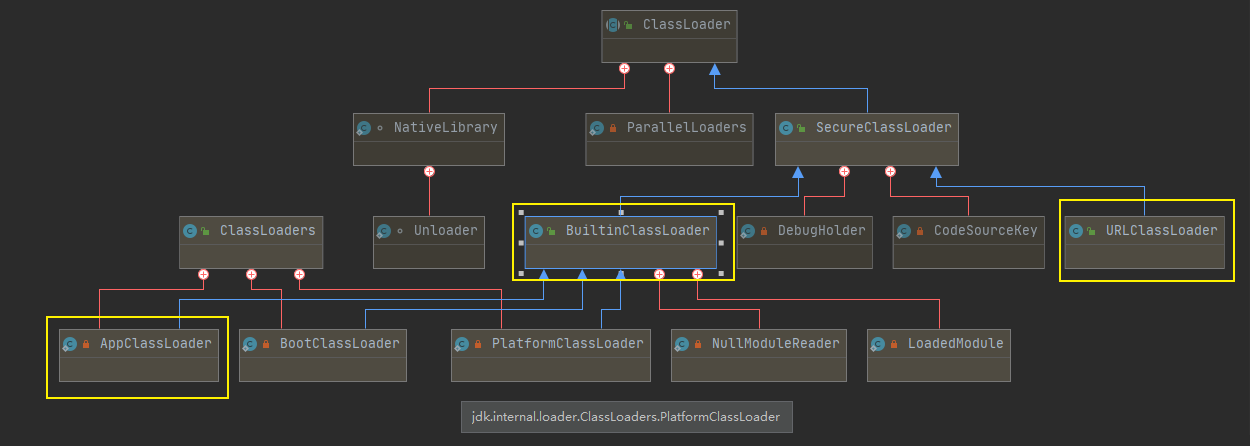 ClassLoader
NativeLibrary
ParallelLoaders
SecureClassLoader
ClassLoaders
Unloader
BuiltinClassLoader
DebugHolder
CodeSourceKey
URLClassLoader
AppClassLoader
BootClassLoader
PlatformClassLoader
NullModuleReader
LoadedModule
jdk.internal.loader.ClassLoaders.PlatformClassLoader